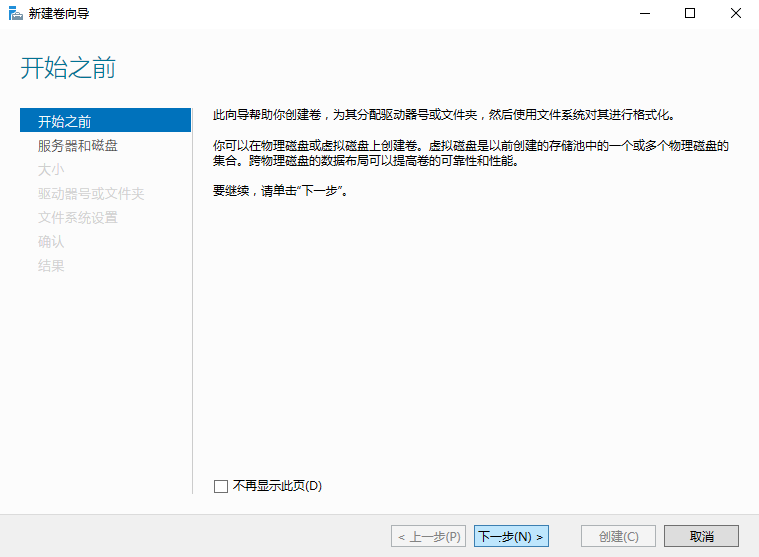 新建卷向导
开始之前
开始之前
服务器和磁盘
大小
驱动器号或文件夹
文件系统设置
确认
结果
此向导帮助你创建卷，为其分配驱动器号或文件夹，然后使用文件系统对其进行格式化。
你可以在物理磁盘或虚拟磁盘上创建卷。虚拟磁盘是以前创建的存储池中的一个或多个物理磁盘的
集合。跨物理磁盘的数据布局可以提高卷的可靠性和性能。
要继续，请单击“下一步”。
不再显示此页(D)
< 上一步(P) 下一步(N) > 创建(C) 取消